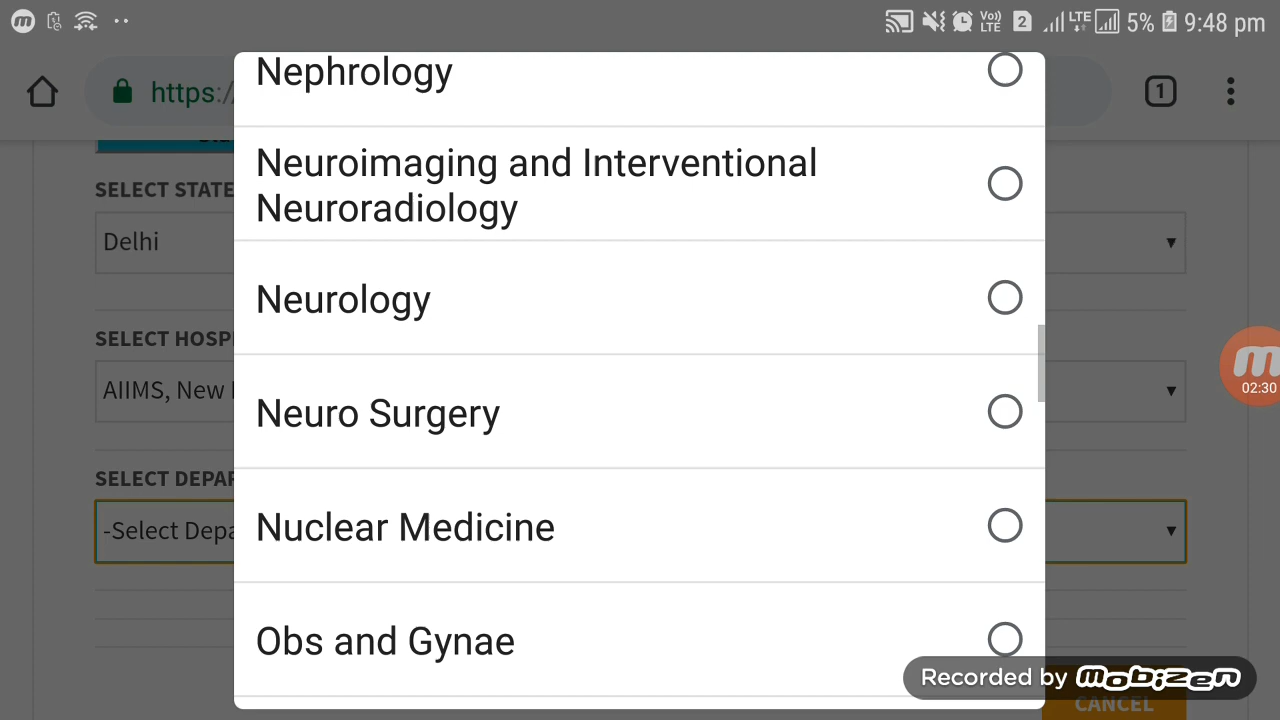 5% 9:48 pm
https:/
1
Nephrology
Neuroimaging and Interventional
Neuroradiology
Neurology
Neuro Surgery
Nuclear Medicine
Obs and Gynae
SELECT STATE
Delhi
SELECT HOSP
AIIMS, New
SELECT DEPAR
-Select Depa
02:30
Recorded by mobizen
CANCEL